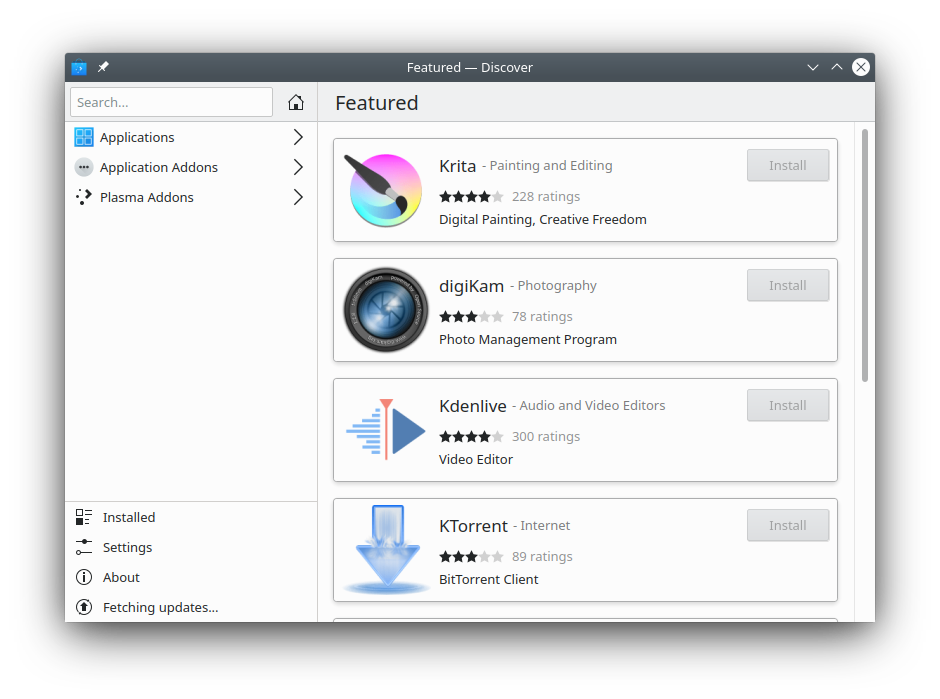 Featured — Discover
Search...
Featured
Applications
Application Addons
Plasma Addons
Krita - Painting and Editing
Install
228 ratings
Digital Painting, Creative Freedom
digiKam - Photography
Install
78 ratings
Photo Management Program
Kdenlive - Audio and Video Editors
Install
300 ratings
Video Editor
KTorrent - Internet
Install
89 ratings
BitTorrent Client
Installed
Settings
About
Fetching updates...